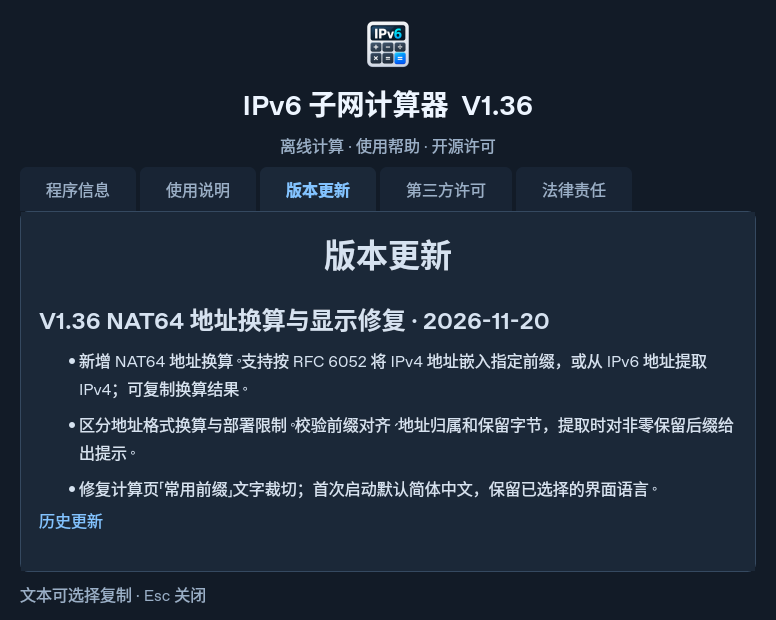 IPv6
IPv6 子网计算器 V1.36
离线计算 · 使用帮助 · 开源许可
程序信息
使用说明
版本更新
第三方许可
法律责任
版本更新
V1.36 NAT64 地址换算与显示修复 · 2026-11-20
• 新增 NAT64 地址换算。支持按 RFC 6052 将 IPv4 地址嵌入指定前缀，或从 IPv6 地址提取
IPv4；可复制换算结果。
• 区分地址格式换算与部署限制。校验前缀对齐、地址归属和保留字节，提取时对非零保留后缀给
出提示。
• 修复计算页「常用前缀」文字裁切；首次启动默认简体中文，保留已选择的界面语言。
历史更新
文本可选择复制 · Esc 关闭